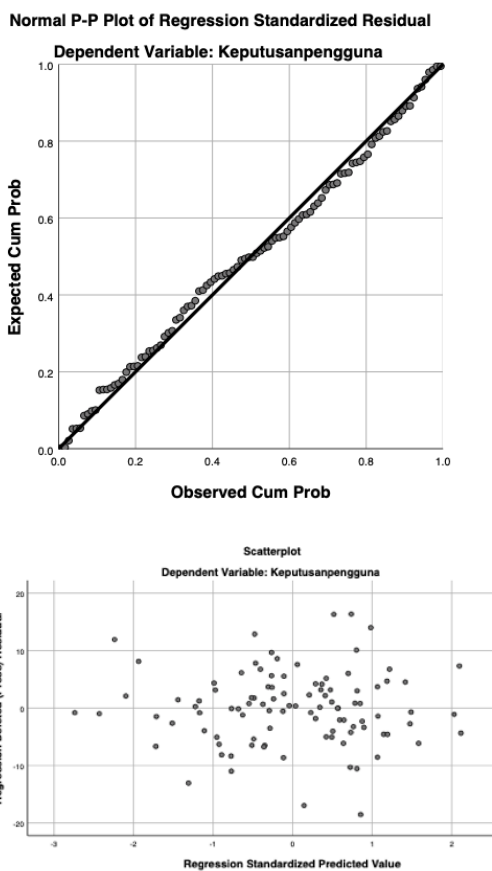 Normal P-P Plot of Regression Standardized Residual
Dependent Variable: Keputusanpengguna
1.0
0.8
0.6
0.4
0.2
0.0
Expected Cum Prob
0.0 0.2 0.4 0.6 0.8 1.0
Observed Cum Prob
Scatterplot
Dependent Variable: Keputusanpengguna
20
10
0
-10
-20
-3 -2 -1 0 1 2
Regression Standardized Predicted Value